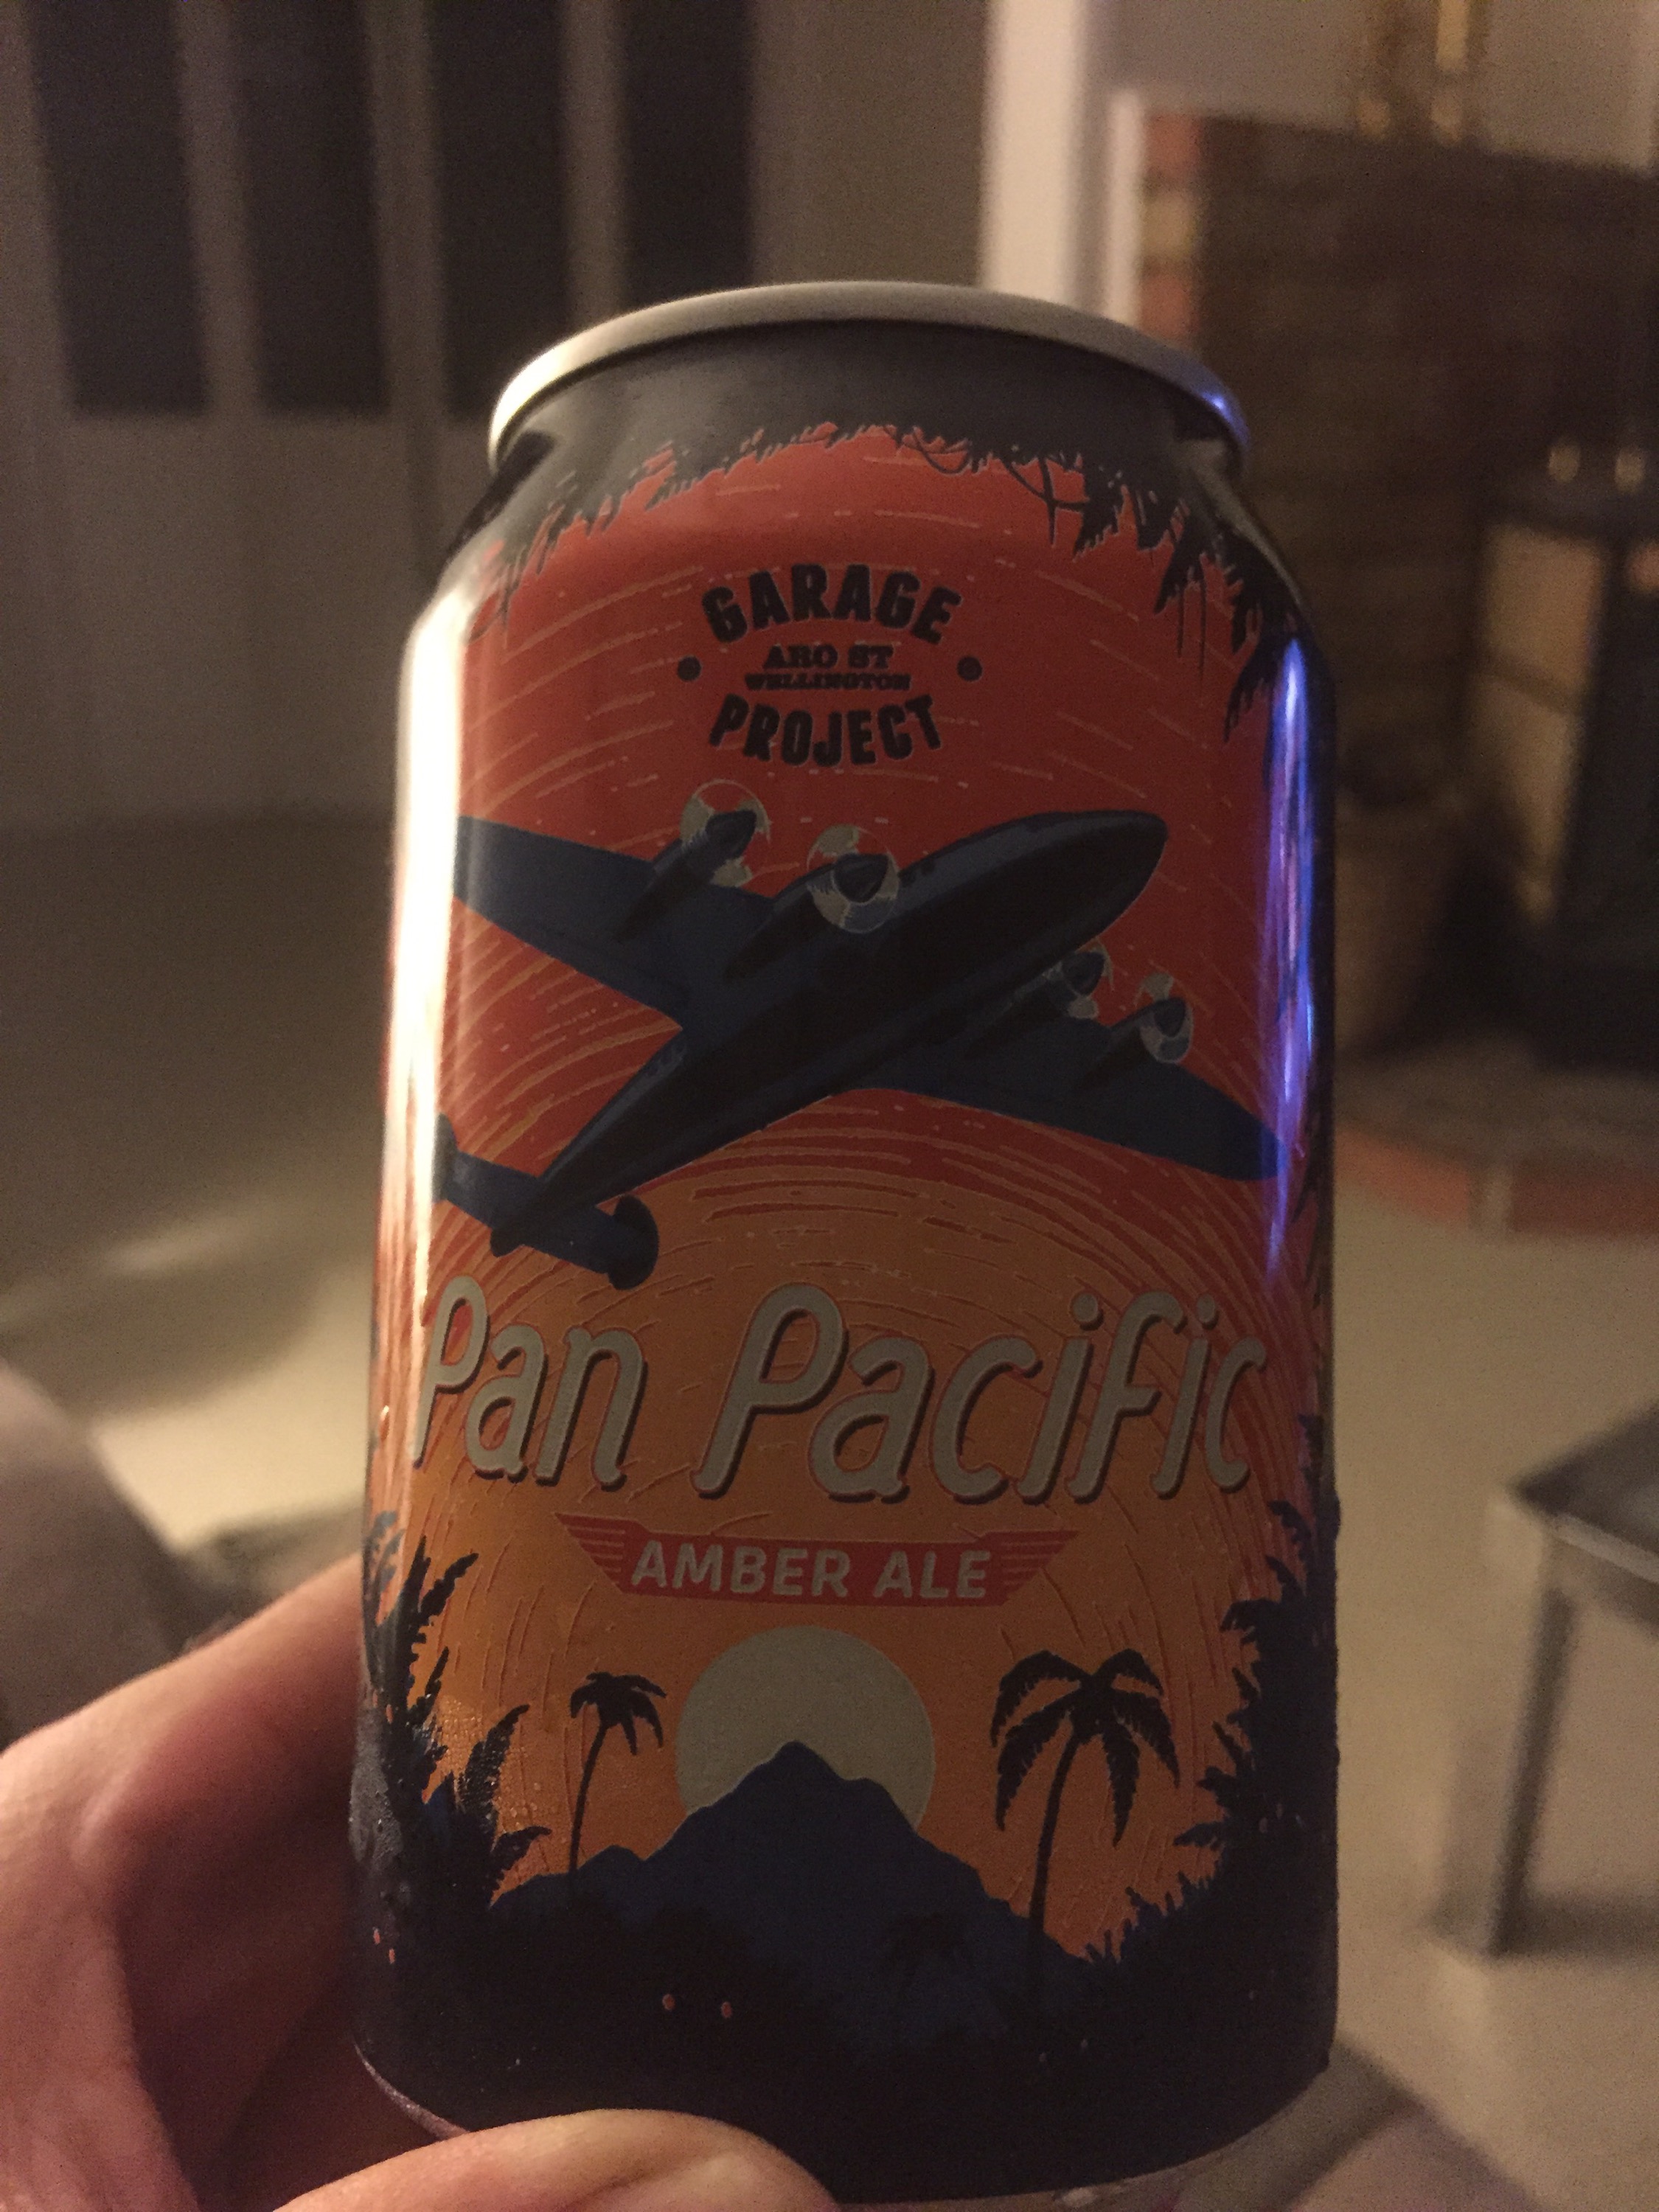 GARAGE
ARO ST
WELLINGTON
PROJECT
Pan Pacific
AMBER ALE